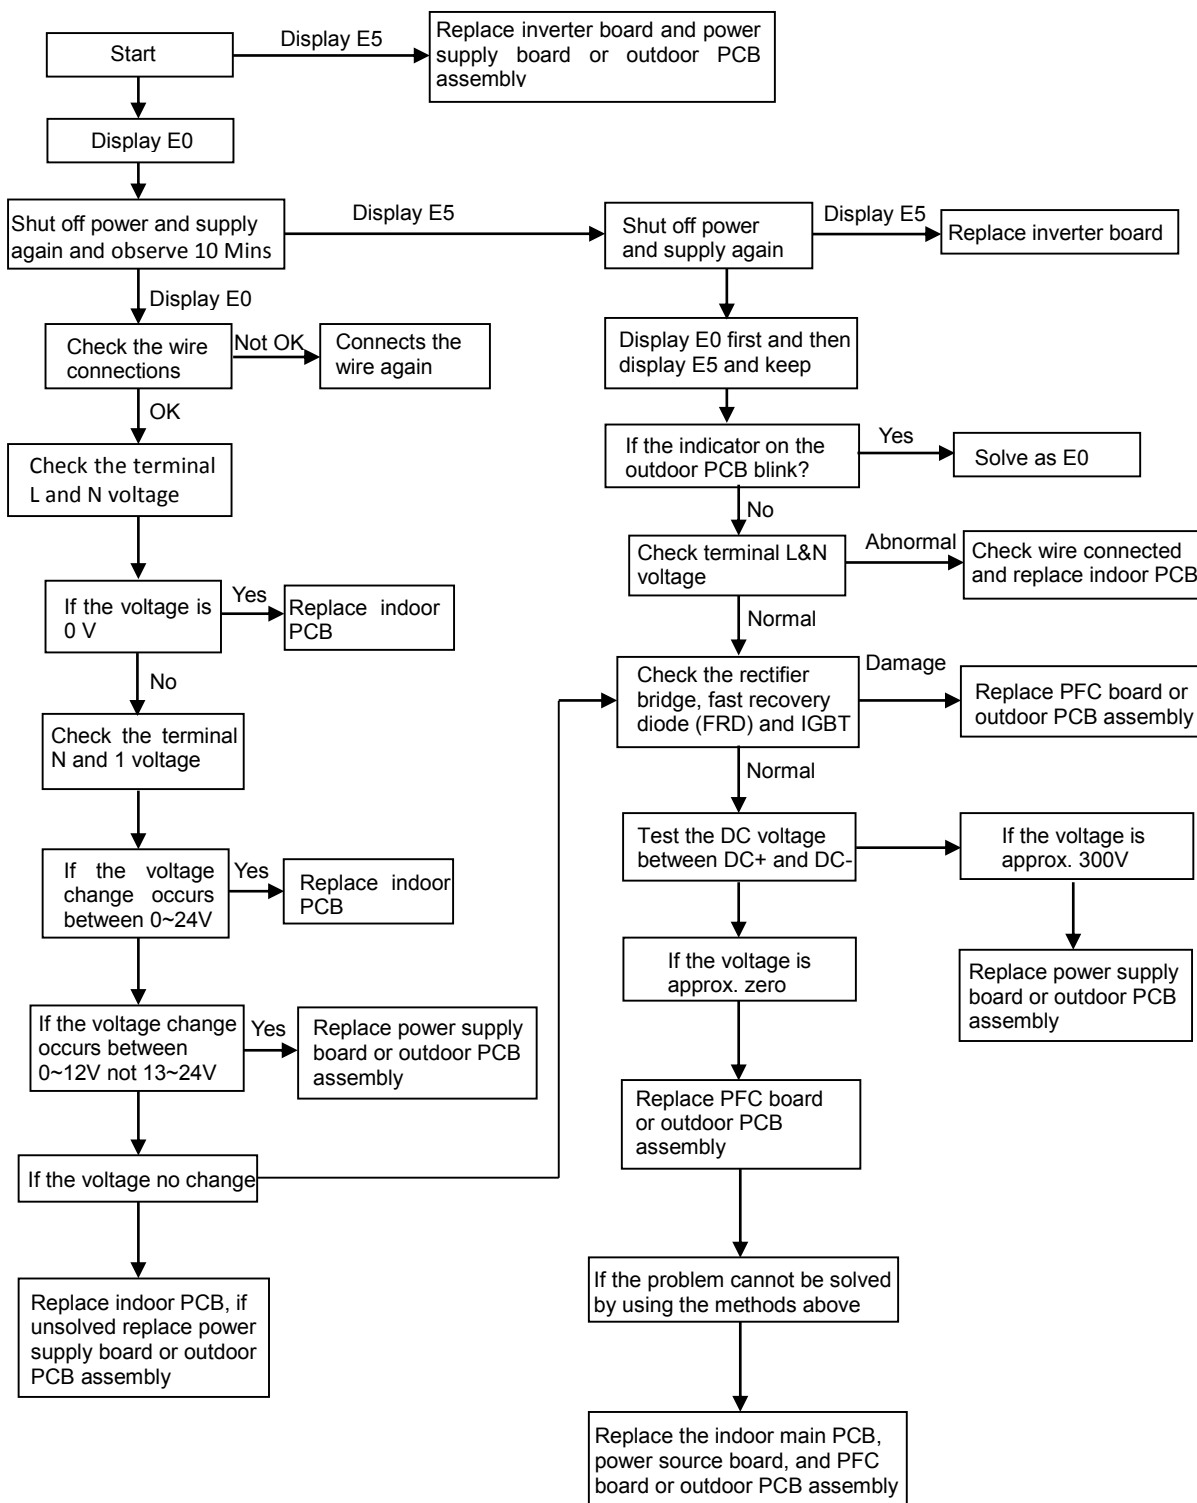 Start
Display E5
Replace inverter board and power
supply board or outdoor PCB
assembly
Display E0
Shut off power and supply
again and observe 10 Mins
Display E5
Shut off power
and supply again
Display E5
Replace inverter board
Display E0
Check the wire
connections
Not OK
Connects the
wire again
Display E0 first and then
display E5 and keep
OK
If the indicator on the
outdoor PCB blink?
Yes
Solve as E0
Check the terminal
L and N voltage
No
Check terminal L&N
voltage
Abnormal
Check wire connected
and replace indoor PCB
If the voltage is
0 V
Yes
Replace indoor
PCB
Normal
No
Check the rectifier
bridge, fast recovery
diode (FRD) and IGBT
Damage
Replace PFC board or
outdoor PCB assembly
Check the terminal
N and 1 voltage
Normal
Test the DC voltage
between DC+ and DC-
If the voltage is
approx. 300V
If the voltage
change occurs
between 0~24V
Yes
Replace indoor
PCB
If the voltage is
approx. zero
Replace power supply
board or outdoor PCB
assembly
If the voltage change
occurs between
0~12V not 13~24V
Yes
Replace power supply
board or outdoor PCB
assembly
Replace PFC board
or outdoor PCB
assembly
If the voltage no change
If the problem cannot be solved
by using the methods above
Replace indoor PCB, if
unsolved replace power
supply board or outdoor
PCB assembly
Replace the indoor main PCB,
power source board, and PFC
board or outdoor PCB assembly